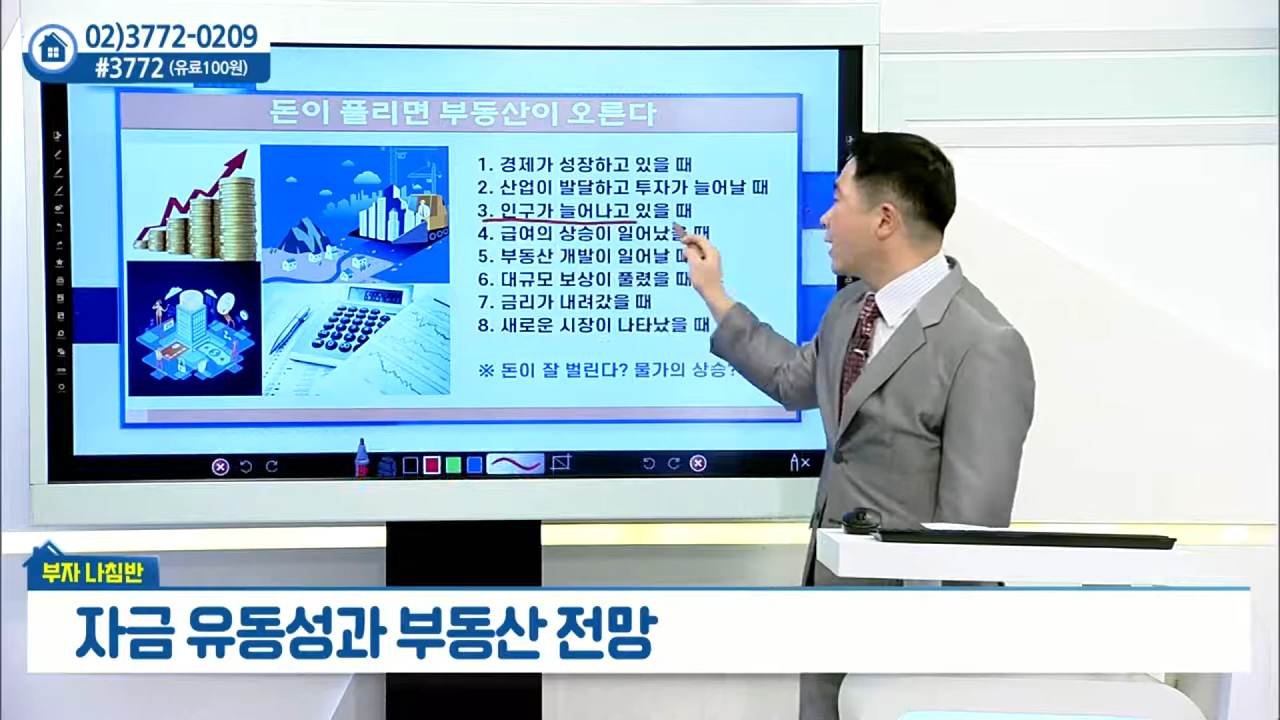 02)3772-0209
#3772 (유료100원)
돈이 풀리면 부동산이 오른다
1. 경제가 성장하고 있을 때
2. 산업이 발달하고 투자가 늘어날 때
3. 인구가 늘어나고 있을 때
4. 급여의 상승이 일어났을 때
5. 부동산 개발이 일어날 때
6. 대규모 보상이 풀렸을 때
7. 금리가 내려갔을 때
8. 새로운 시장이 나타났을 때
※ 돈이 잘 벌린다? 물가의 상승?
부자 나침반
자금 유동성과 부동산 전망